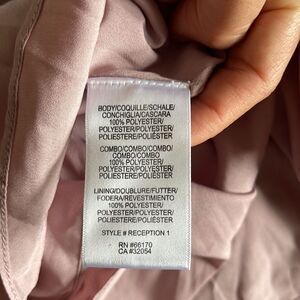 BODY/COQUILLE/SCHALE/
CONCHIGLIA/CASCARA
100% POLYESTER/
POLYESTER/POLYESTER/
POLIESTERE/POLIESTER
COMBO/COMBO/COMBO/
COMBO/COMBO
100% POLYESTER/
POLYESTER/POLYESTER/
POLIESTERE/POLIESTER
LINING/DOUBLURE/FUTTER/
FODERA/REVESTIMENTO
100% POLYESTER/
POLYESTER/POLYESTER/
POLIESTERE/POLIESTER
STYLE # RECEPTION 1
RN #66170
CA #32054